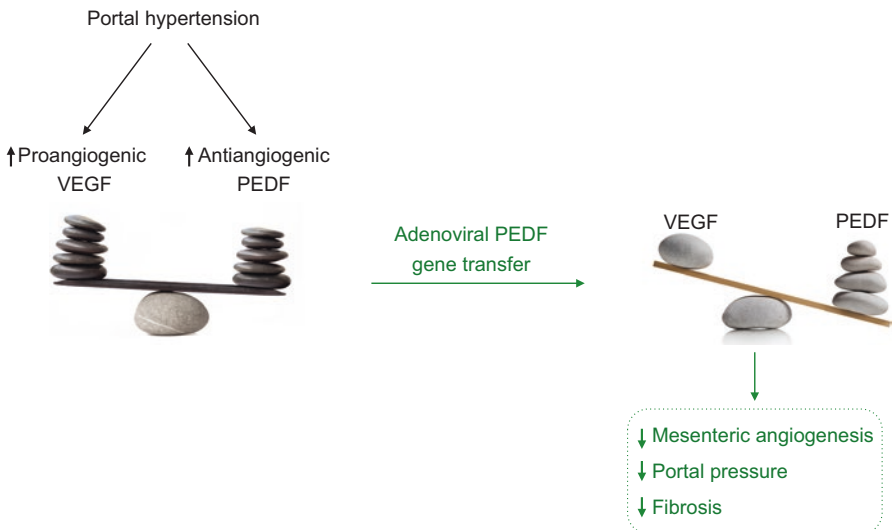 Portal hypertension
↑Proangiogenic
VEGF
↑Antiangiogenic
PEDF
Adenoviral PEDF
gene transfer
VEGF
PEDF
↓ Mesenteric angiogenesis
↓ Portal pressure
↓ Fibrosis